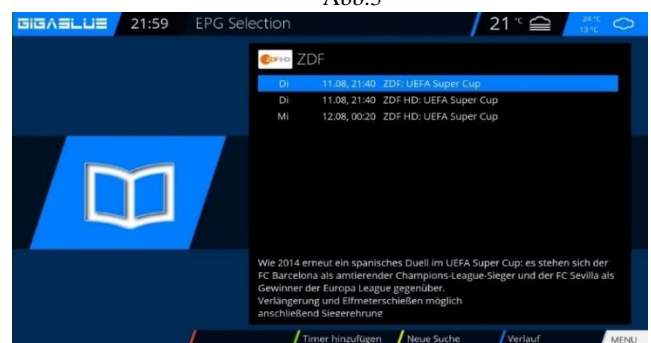 Abb.3
GIGABLUE 21:59 EPG Selection 21 °C 24 °C
13 °C
ZDF HD ZDF
Di 11.08, 21:40 ZDF: UEFA Super Cup
Di 11.08, 21:40 ZDF HD: UEFA Super Cup
Mi 12.08, 00:20 ZDF HD: UEFA Super Cup
Wie 2014 erneut ein spanisches Duell im UEFA Super Cup: es stehen sich der
FC Barcelona als amtierender Champions-League-Sieger und der FC Sevilla als
Gewinner der Europa League gegenüber.
Verlängerung und Elfmeterschießen möglich
anschließend Siegerehrung
Timer hinzufügen Neue Suche Verlauf MENU